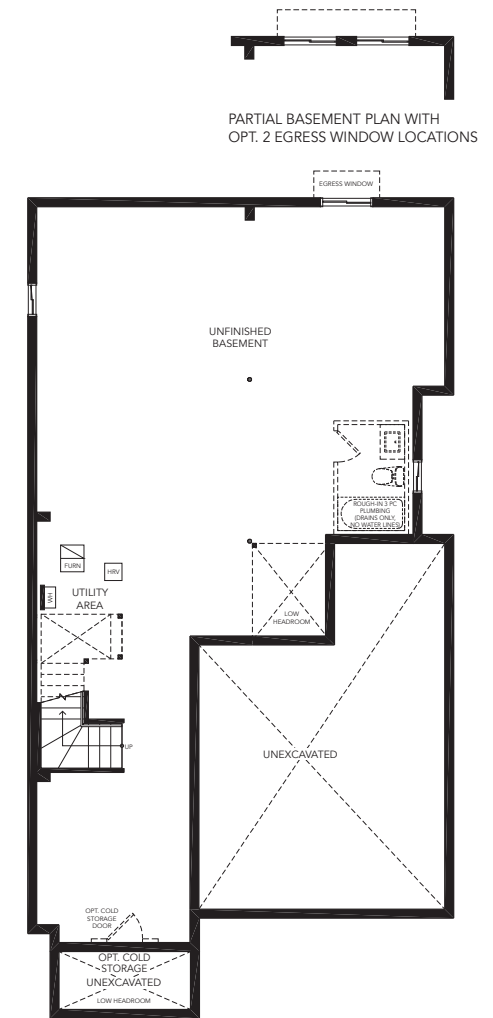 PARTIAL BASEMENT PLAN WITH
OPT. 2 EGRESS WINDOW LOCATIONS
EGRESS WINDOW
UNFINISHED
BASEMENT
ROUGH-IN 3 PC
PLUMBING
(DRAINS ONLY,
NO WATER LINES)
FURN
HRV
WH
UTILITY
AREA
LOW
HEADROOM
UP
UNEXCAVATED
OPT. COLD
STORAGE
DOOR
OPT. COLD
STORAGE
UNEXCAVATED
LOW HEADROOM